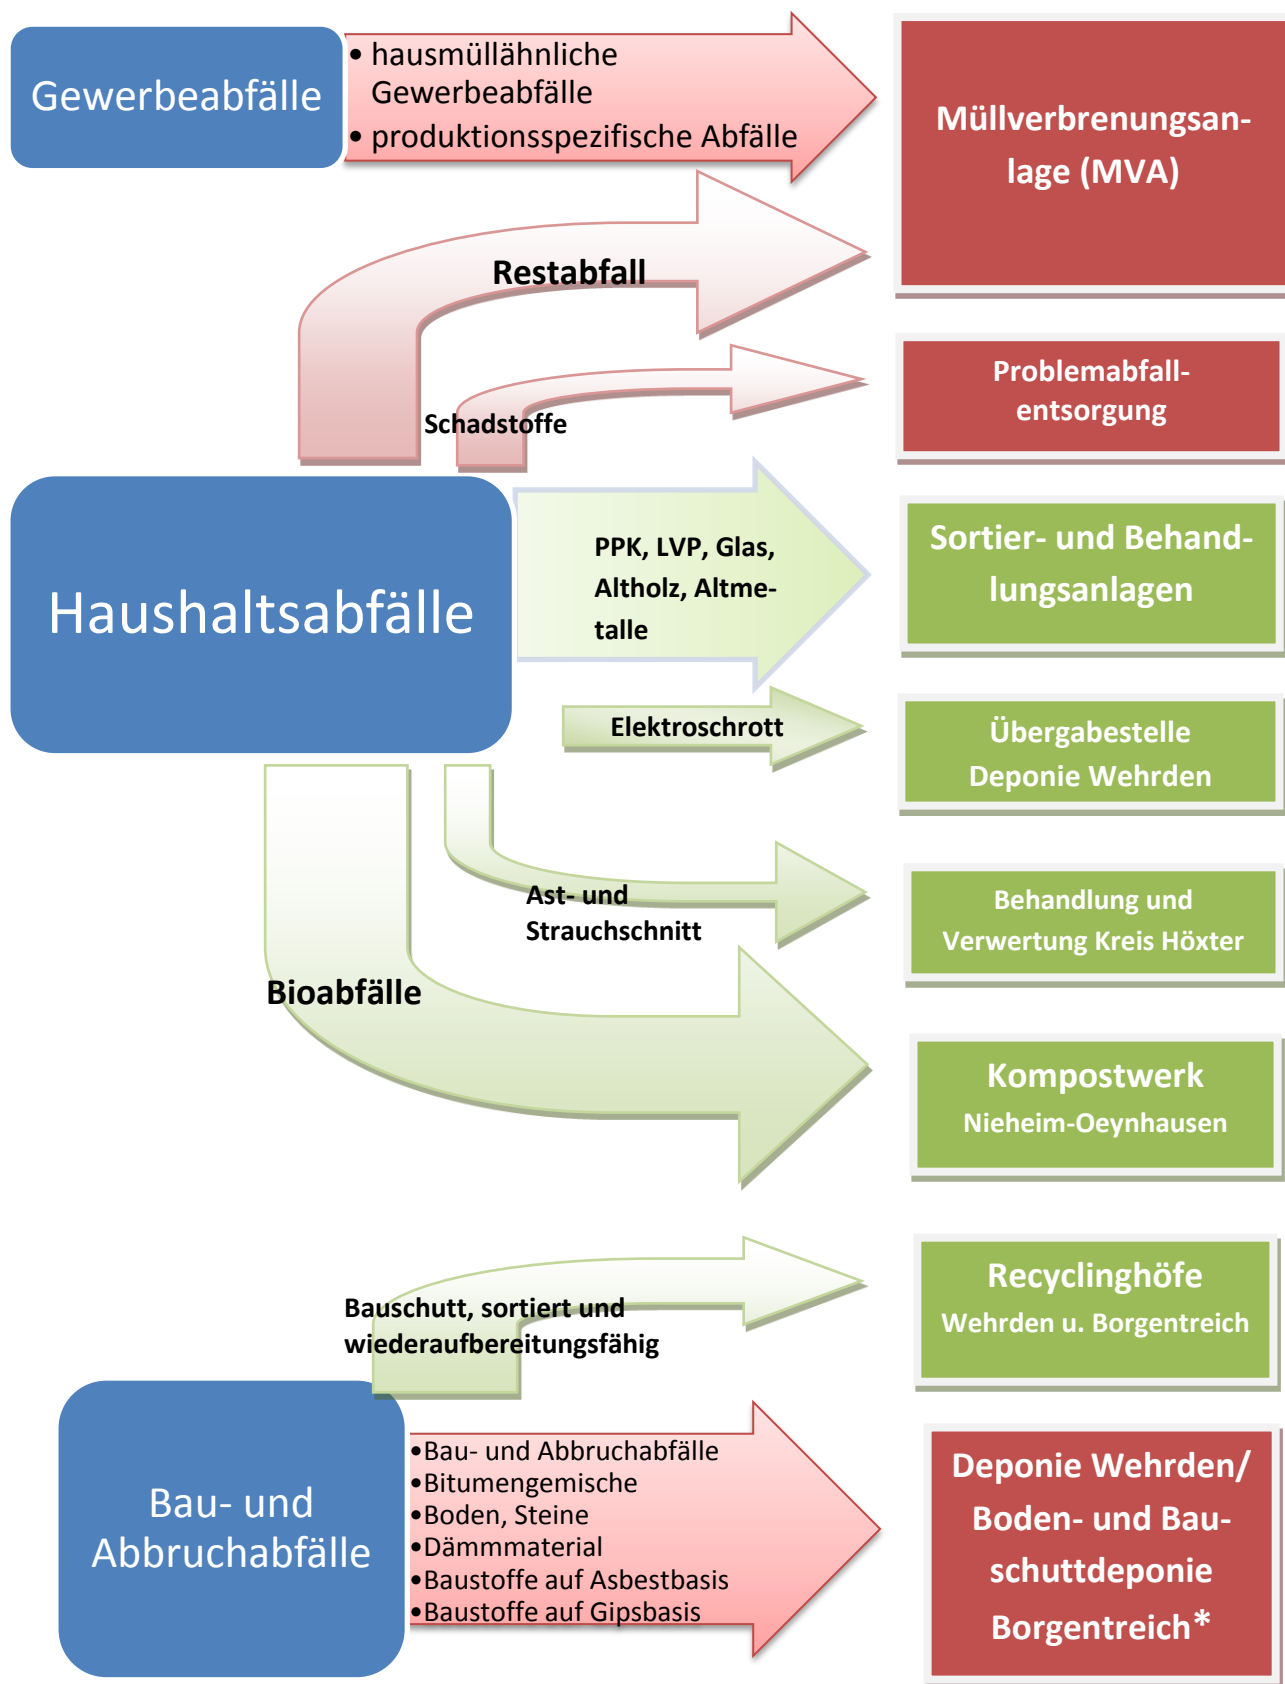 Gewerbeabfälle
• hausmüllähnliche
Gewerbeabfälle
• produktionsspezifische Abfälle
Müllverbrenungsan-
lage (MVA)
Restabfall
Schadstoffe
Problemabfall-
entsorgung
Haushaltsabfälle
PPK, LVP, Glas,
Altholz, Altme-
talle
Sortier- und Behand-
lungsanlagen
Elektroschrott
Übergabestelle
Deponie Wehrden
Ast- und
Strauchschnitt
Behandlung und
Verwertung Kreis Höxter
Bioabfälle
Kompostwerk
Nieheim-Oeynhausen
Bauschutt, sortiert und
wiederaufbereitungsfähig
Recyclinghöfe
Wehrden u. Borgentreich
Bau- und
Abbruchabfälle
•Bau- und Abbruchabfälle
•Bitumengemische
•Boden, Steine
•Dämmmaterial
•Baustoffe auf Asbestbasis
•Baustoffe auf Gipsbasis
Deponie Wehrden/
Boden- und Bau-
schuttdeponie
Borgentreich*